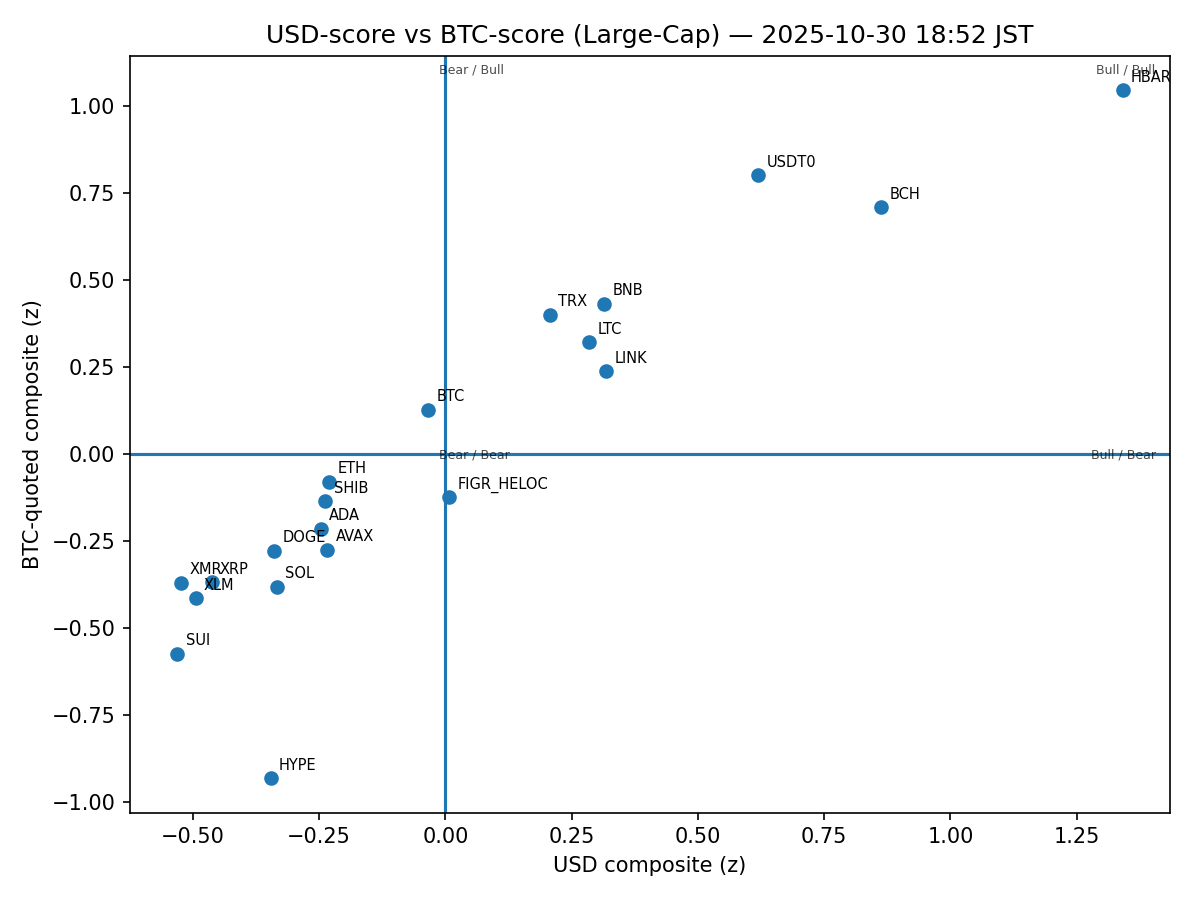 USD-score vs BTC-score (Large-Cap) — 2025-10-30 18:52 JST
Bear / Bull
Bull / Bull
HBAR
1.00
USDT0
BCH
0.75
0.50
BNB
TRX
LTC
LINK
0.25
BTC
0.00
Bear / Bear
Bull / Bear
ETH
FIGR_HELOC
SHIB
ADA
AVAX
DOGE
−0.25
XMR
XRP
SOL
XLM
−0.50
SUI
−0.75
HYPE
−1.00
BTC-quoted composite (z)
−0.50
−0.25
0.00
0.25
0.50
0.75
1.00
1.25
USD composite (z)